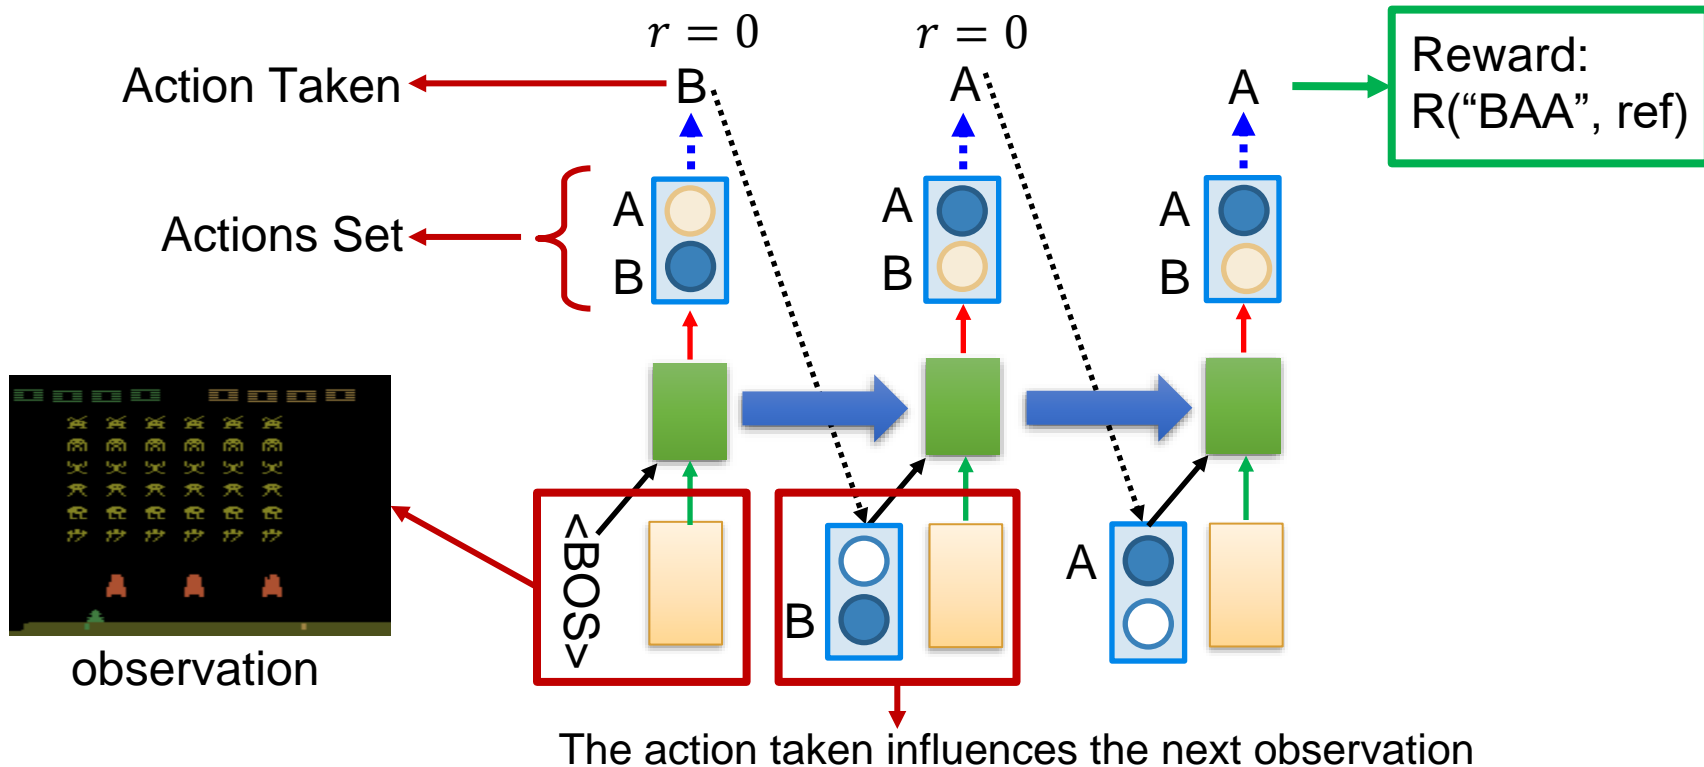 r = 0
r = 0
Action Taken
B
A
A
Reward:
R(“BAA”, ref)
Actions Set
A
B
A
B
A
B
<BOS>
B
A
observation
The action taken influences the next observation